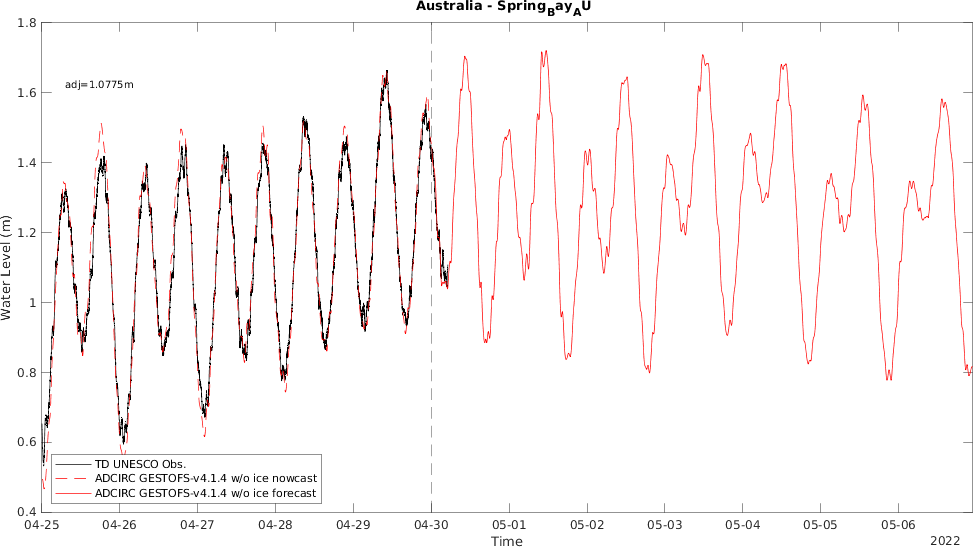 Australia - SpringBayAU
1.8
adj=1.0775m
1.6
1.4
1.2
1
0.8
0.6
0.4
Water Level (m)
TD UNESCO Obs.
ADCIRC GESTOFS-v4.1.4 w/o ice nowcast
ADCIRC GESTOFS-v4.1.4 w/o ice forecast
04-25 04-26 04-27 04-28 04-29 04-30 05-01 05-02 05-03 05-04 05-05 05-06
Time
2022